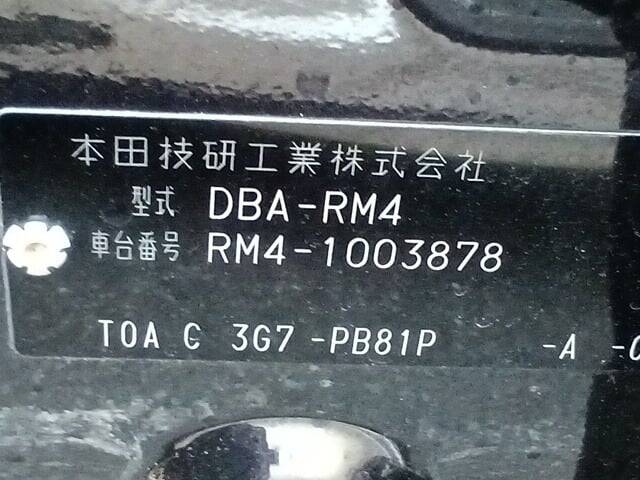 本田技研工業株式会社
型式 DBA-RM4
車台番号 RM4-1003878
TOA C 3G7 -PB81P -A -